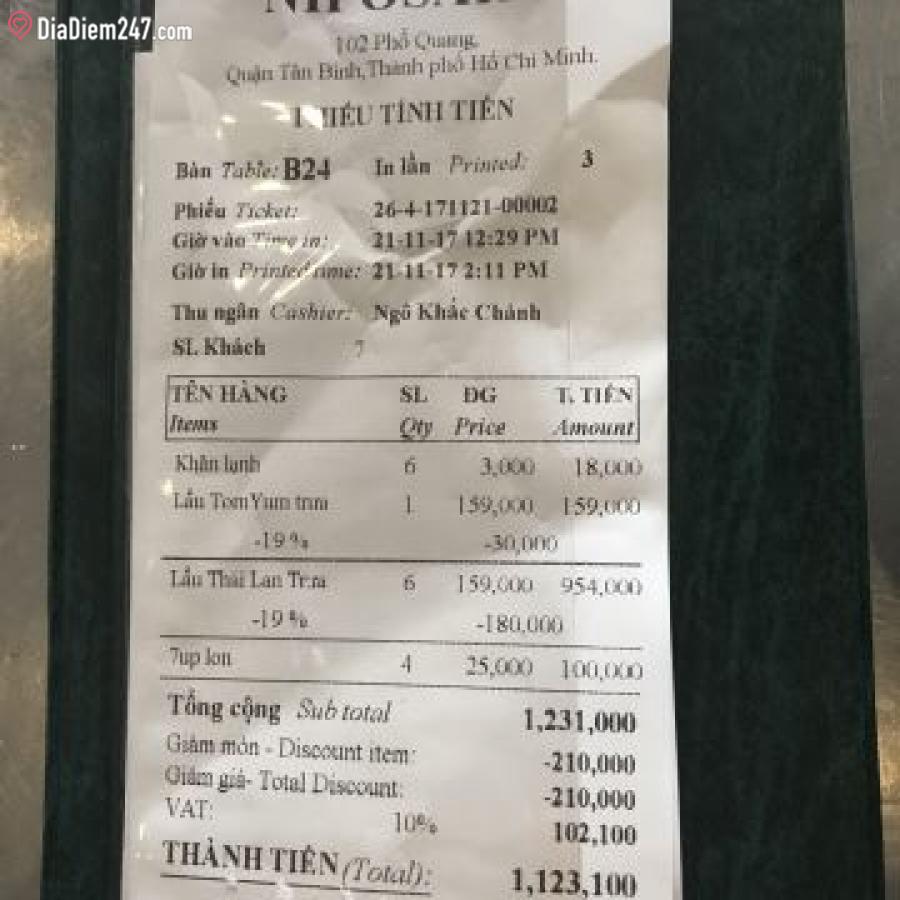 DiaDiem247.com
102 Phổ Quang,
Quận Tân Bình, Thành phố Hồ Chí Minh.
TÍNH TIỀN
Bàn Table: B24 In lần Printed: 3
Phiếu Ticket: 26-4-171121-00002
Giờ vào Time in: 21-11-17 12:29 PM
Giờ in Printed time: 21-11-17 2:11 PM
Thu ngân Cashier: Ngô Khắc Chánh
SL Khách 7
TÊN HÀNG SL ĐG T. TIỀN
Items Qty Price Amount
Khăn lạnh 6 3,000 18,000
Lẩu TomYum trưa 1 159,000 159,000
-19% -30,000
Lẩu Thái Lan Trưa 6 159,000 954,000
-19% -180,000
7up lon 4 25,000 100,000
Tổng cộng Sub total 1,231,000
Giảm món - Discount item: -210,000
Giảm giá- Total Discount: -210,000
VAT: 10% 102,100
THÀNH TIỀN (Total): 1,123,100